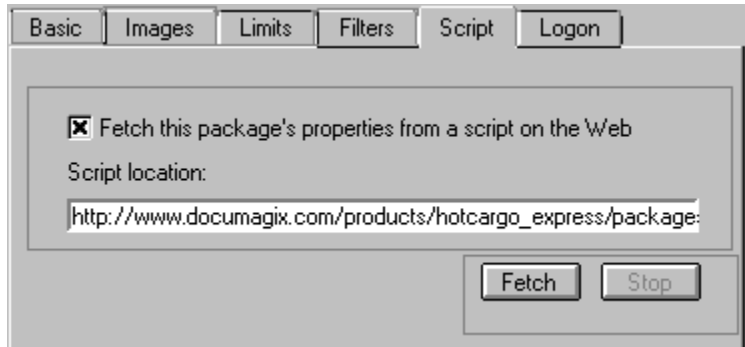 Basic Images Limits Filters Script Logon
Fetch this package's properties from a script on the Web
Script location:
http://www.documagix.com/products/hotcargo_express/package
Fetch Stop